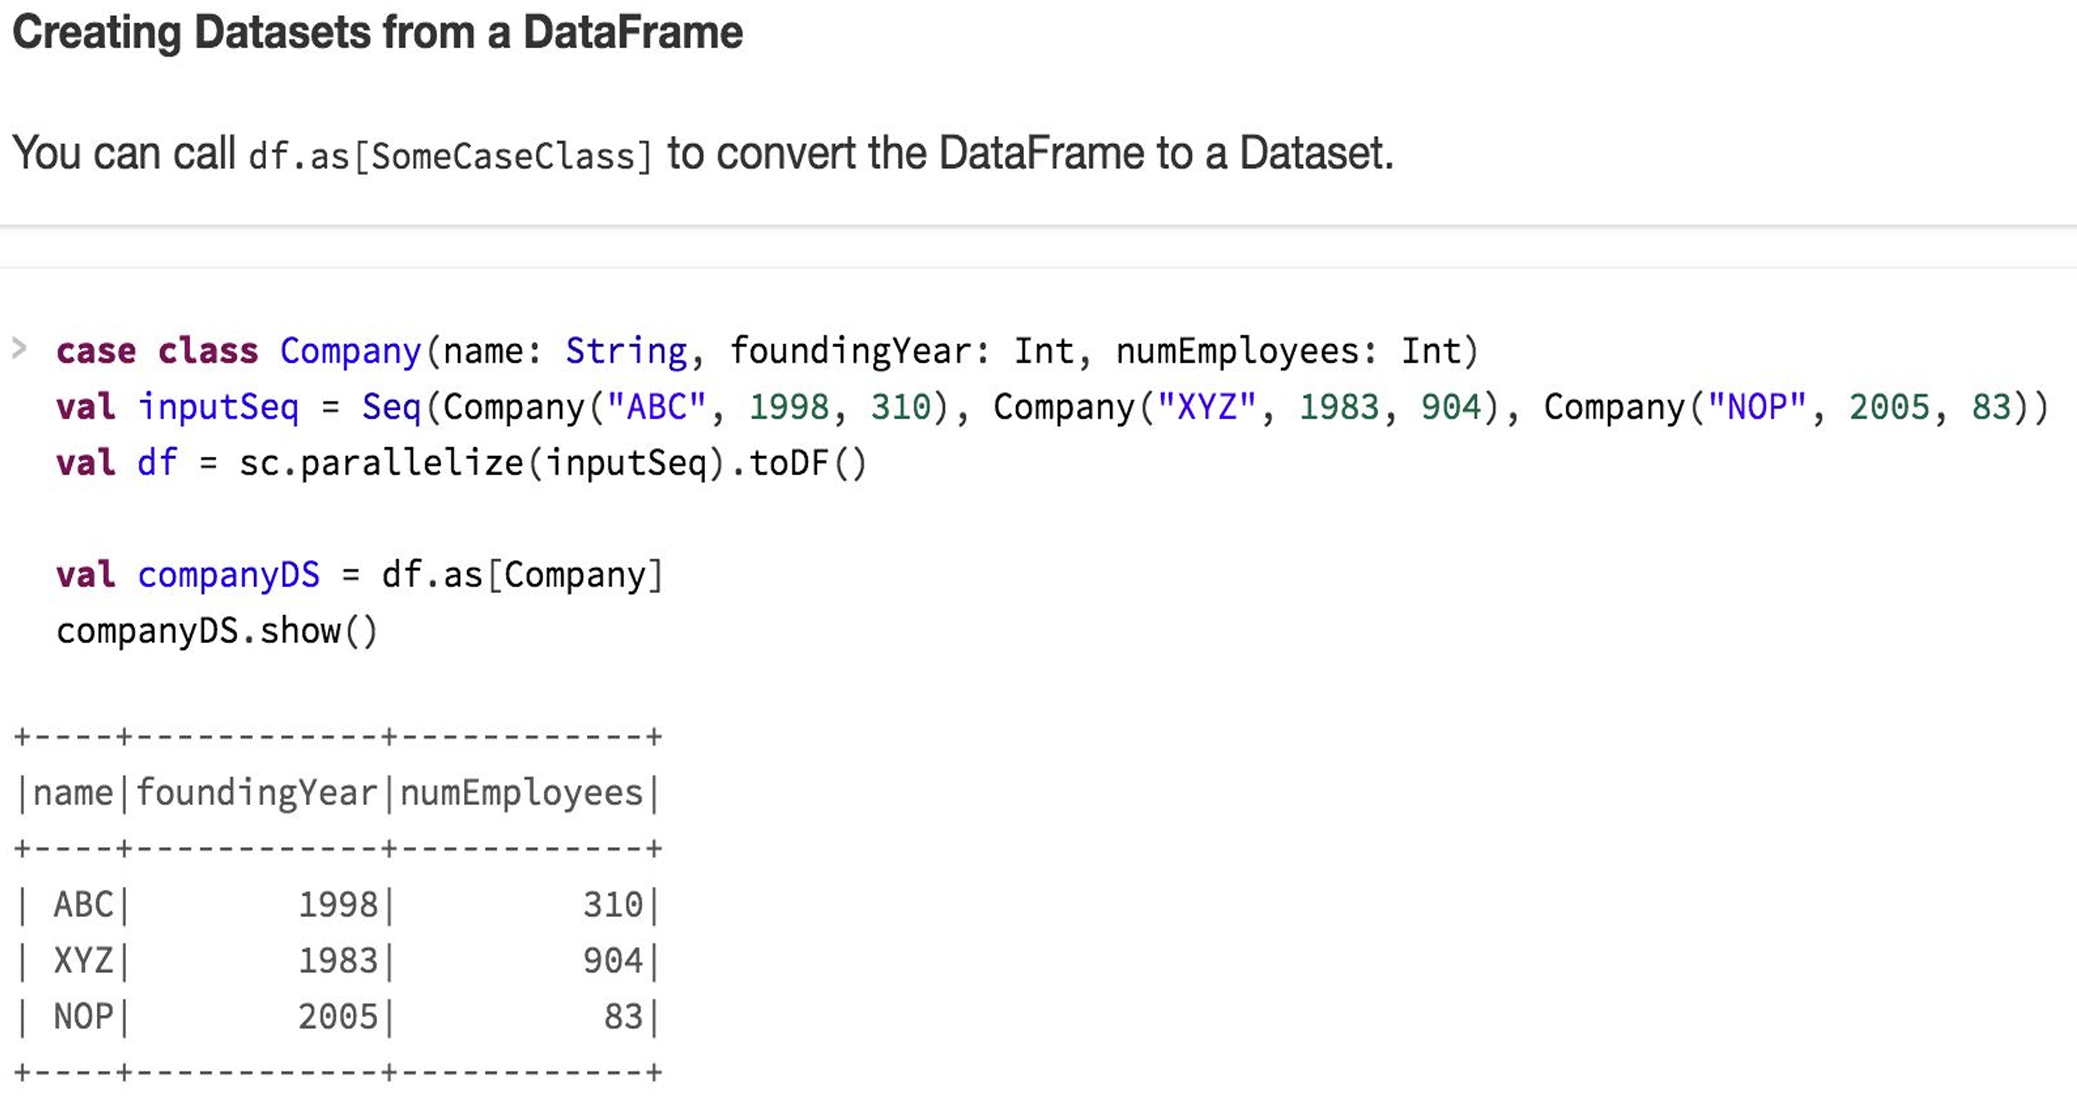 Creating Datasets from a DataFrame
You can call df.as[SomeCaseClass] to convert the DataFrame to a Dataset.
> case class Company(name: String, foundingYear: Int, numEmployees: Int)
val inputSeq = Seq(Company("ABC", 1998, 310), Company("XYZ", 1983, 904), Company("NOP", 2005, 83))
val df = sc.parallelize(inputSeq).toDF()
val companyDS = df.as[Company]
companyDS.show()
+----+------------+------------+
|name|foundingYear|numEmployees|
+----+------------+------------+
| ABC|        1998|         310|
| XYZ|        1983|         904|
| NOP|        2005|          83|
+----+------------+------------+